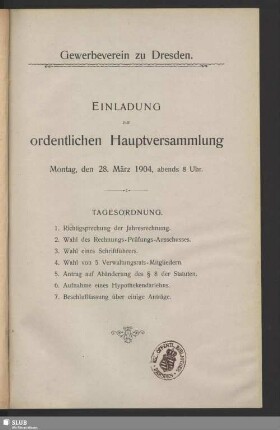 Gewerbeverein zu Dresden.
EINLADUNG
zur
ordentlichen Hauptversammlung
Montag, den 28. März 1904, abends 8 Uhr.
TAGESORDNUNG.
1. Richtigsprechung der Jahresrechnung.
2. Wahl des Rechnungs-Prüfungs-Ausschusses.
3. Wahl eines Schriftführers.
4. Wahl von 5 Verwaltungsrats-Mitgliedern.
5. Antrag auf Abänderung des § 8 der Statuten.
6. Aufnahme eines Hypothekendarlehns.
7. Beschlußfassung über einige Anträge.
SLUB